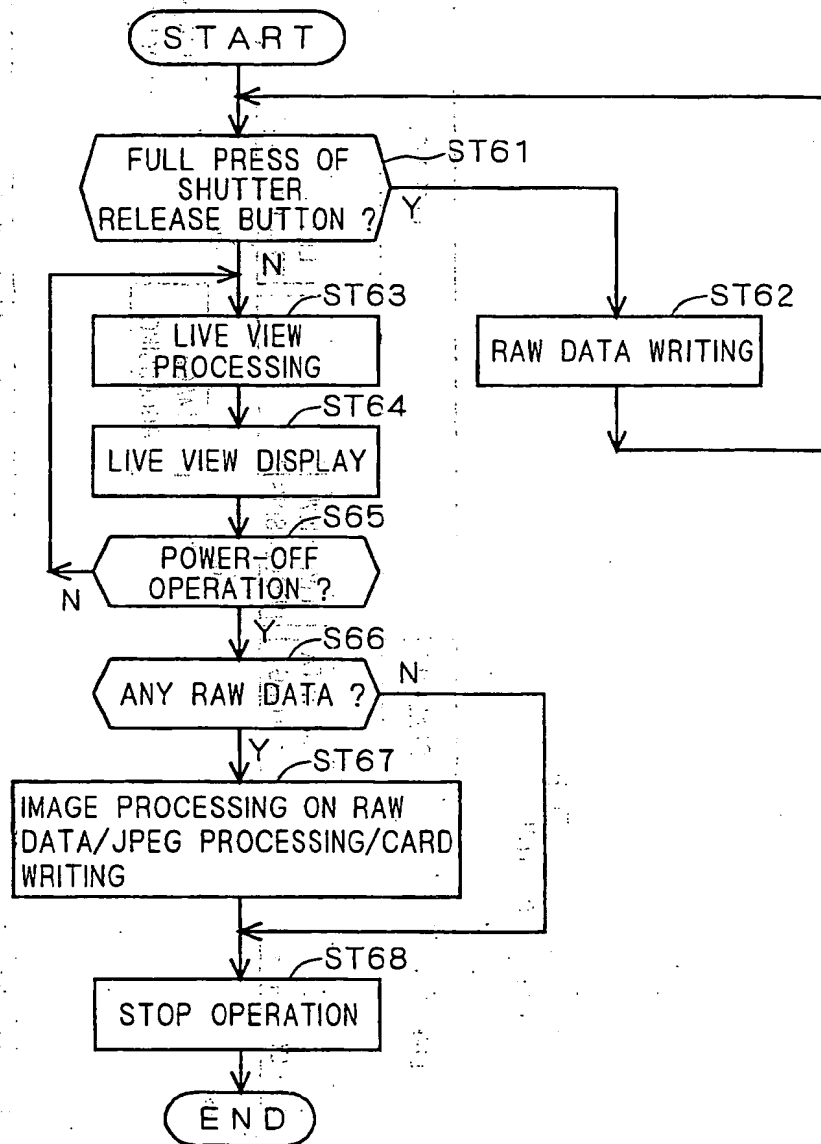 START
FULL PRESS OF
SHUTTER
RELEASE BUTTON ?
ST61
Y
N
ST63
LIVE VIEW
PROCESSING
ST62
RAW DATA WRITING
ST64
LIVE VIEW DISPLAY
S65
POWER-OFF
OPERATION ?
N
Y
S66
ANY RAW DATA ?
N
Y
ST67
IMAGE PROCESSING ON RAW
DATA/JPEG PROCESSING/CARD
WRITING
ST68
STOP OPERATION
END